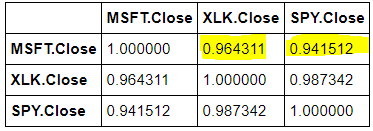 MSFT.Close XLK.Close SPY.Close
MSFT.Close 1.000000 0.964311 0.941512
XLK.Close 0.964311 1.000000 0.987342
SPY.Close 0.941512 0.987342 1.000000